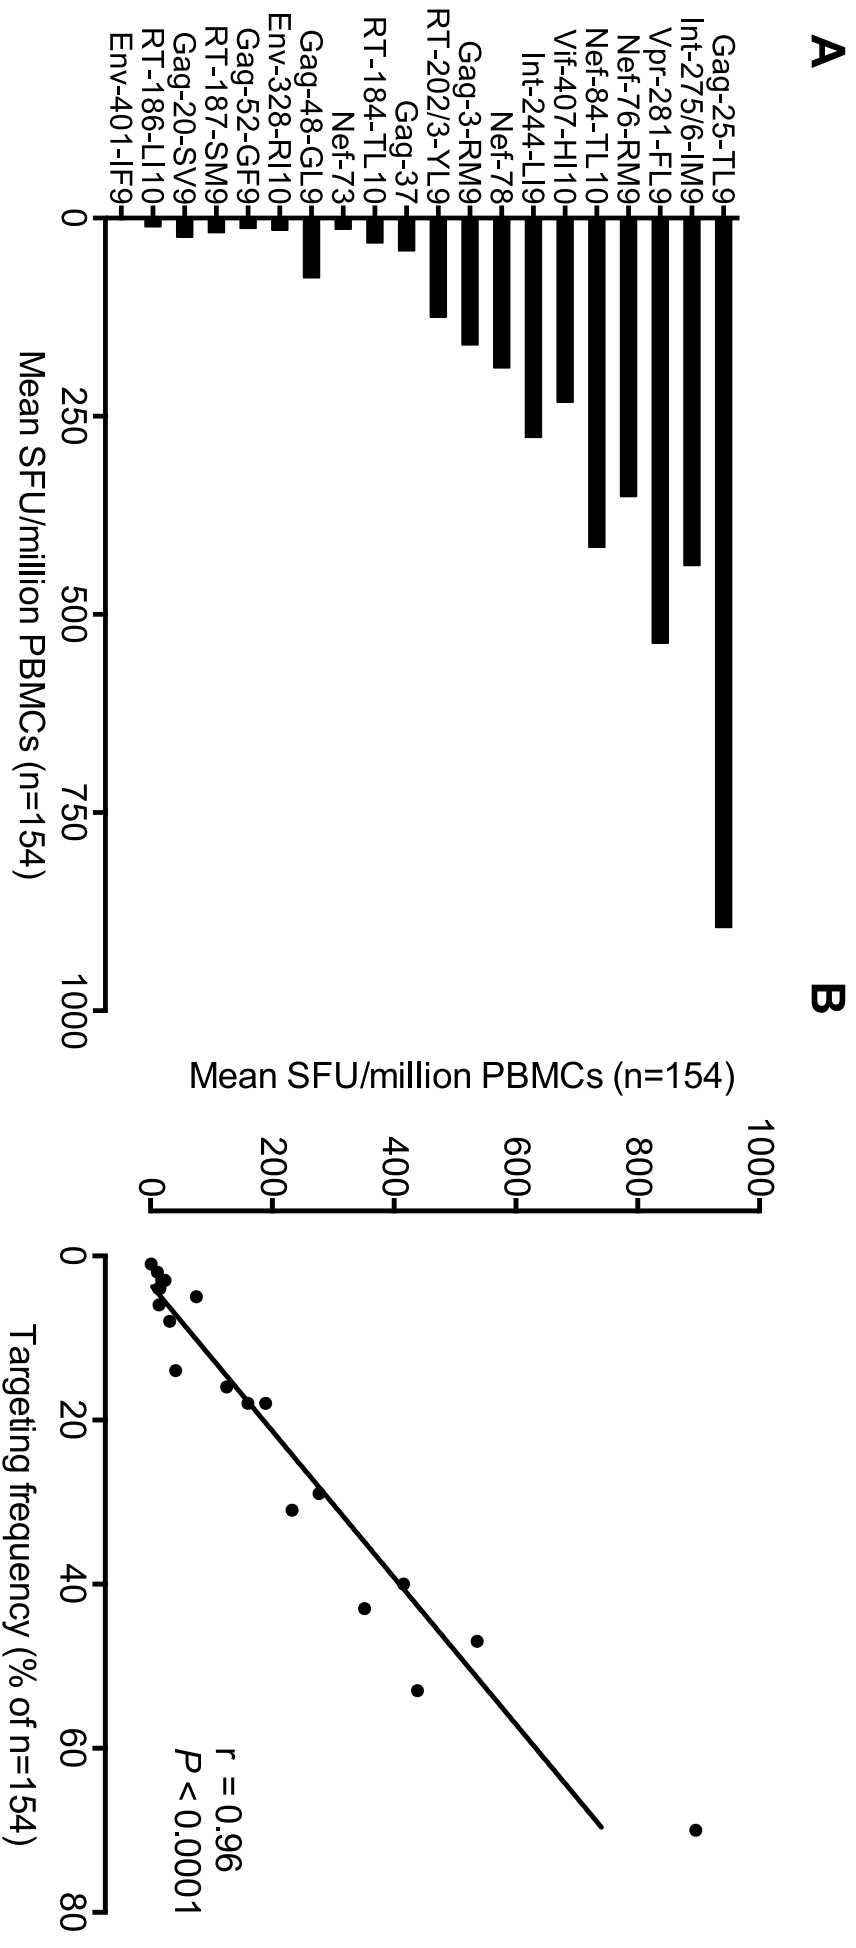 A
Gag-25-TL9
Int-275/6-IM9
Vpr-281-FL9
Nef-76-RM9
Nef-84-TL10
Vif-407-HI10
Int-244-LI9
Nef-78
Gag-3-RM9
RT-202/3-YL9
Gag-37
RT-184-TL10
Nef-73
Gag-48-GL9
Env-328-RI10
Gag-52-GF9
RT-187-SM9
Gag-20-SV9
RT-186-LI10
Env-401-IF9
0
250
500
750
1000
Mean SFU/million PBMCs (n=154)
B
Mean SFU/million PBMCs (n=154)
1000
800
600
400
200
0
0
20
40
60
80
Targeting frequency (% of n=154)
r = 0.96
P < 0.0001